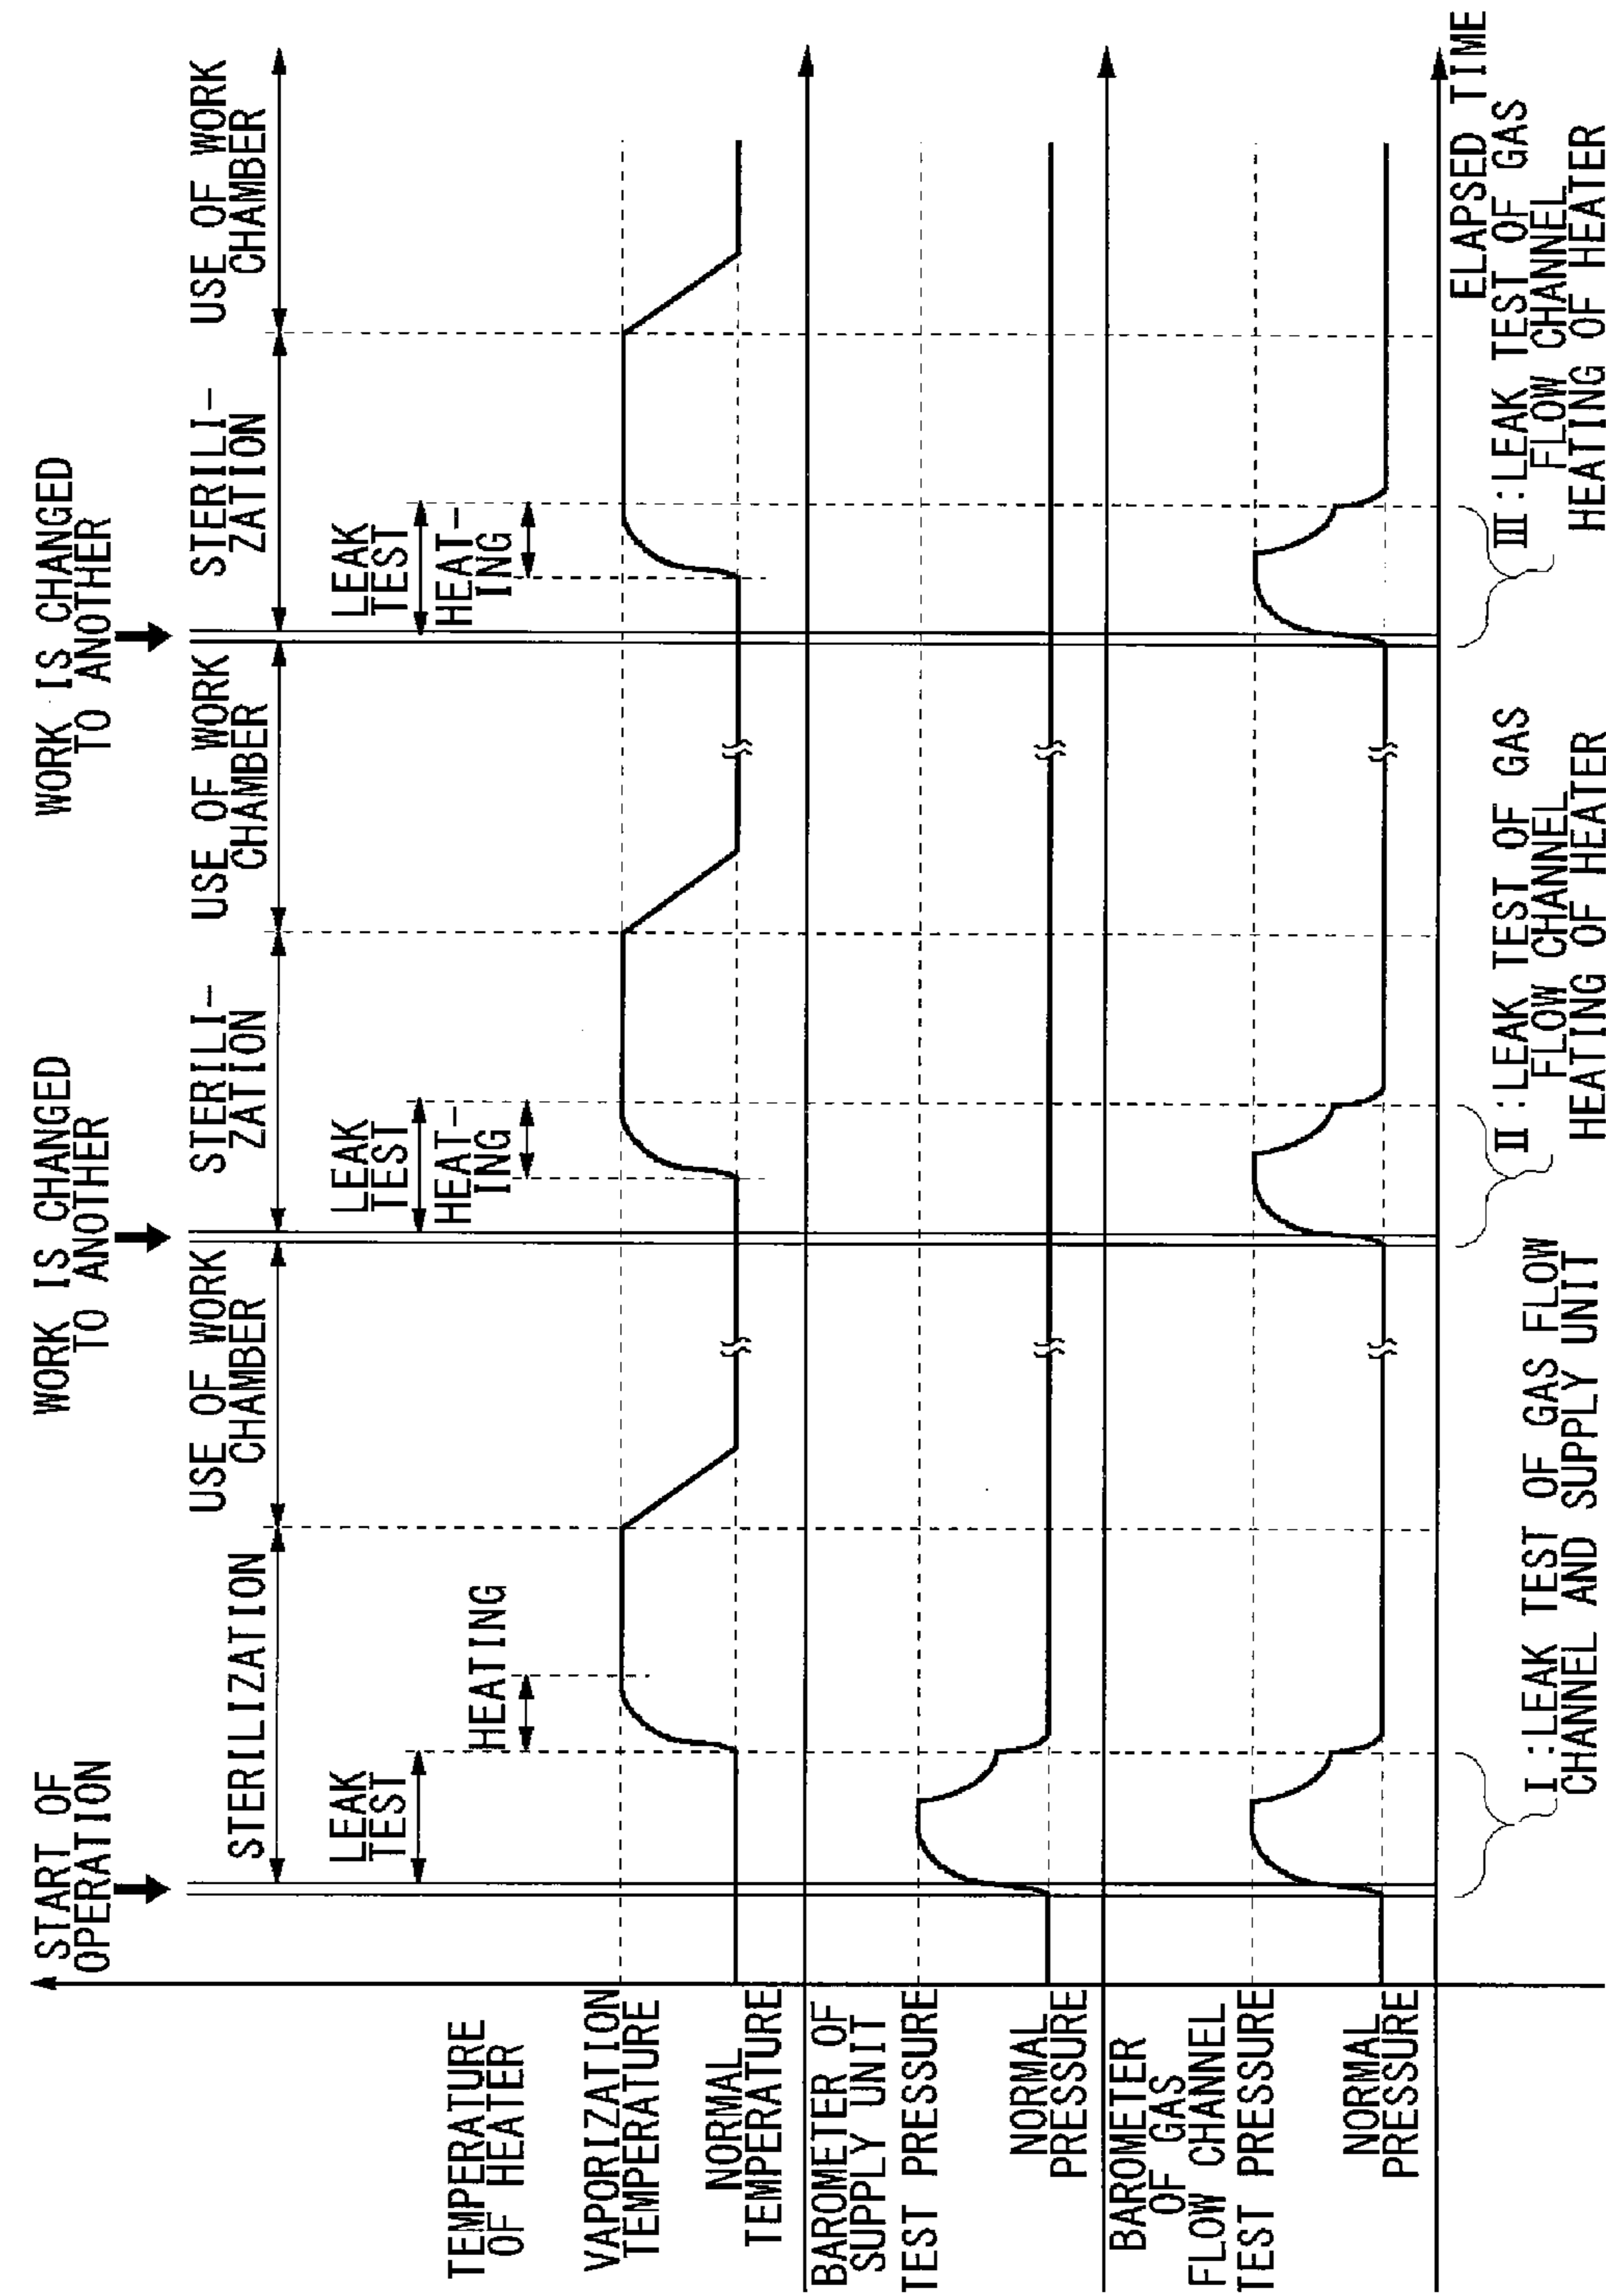 START OF
OPERATION
WORK IS CHANGED
TO ANOTHER
WORK IS CHANGED
TO ANOTHER
STERILIZATION
USE OF WORK
CHAMBER
STERILI-
ZATION
USE OF WORK
CHAMBER
STERILI-
ZATION
USE OF WORK
CHAMBER
LEAK
TEST
HEATING
LEAK
TEST
HEAT-
ING
LEAK
TEST
HEAT-
ING
TEMPERATURE
OF HEATER
VAPORIZATION
TEMPERATURE
NORMAL
TEMPERATURE
BAROMETER OF
SUPPLY UNIT
TEST PRESSURE
NORMAL
PRESSURE
BAROMETER
OF GAS
FLOW CHANNEL
TEST PRESSURE
NORMAL
PRESSURE
ELAPSED TIME
I:LEAK TEST OF GAS FLOW
CHANNEL AND SUPPLY UNIT
II:LEAK TEST OF GAS
FLOW CHANNEL
HEATING OF HEATER
III:LEAK TEST OF GAS
FLOW CHANNEL
HEATING OF HEATER